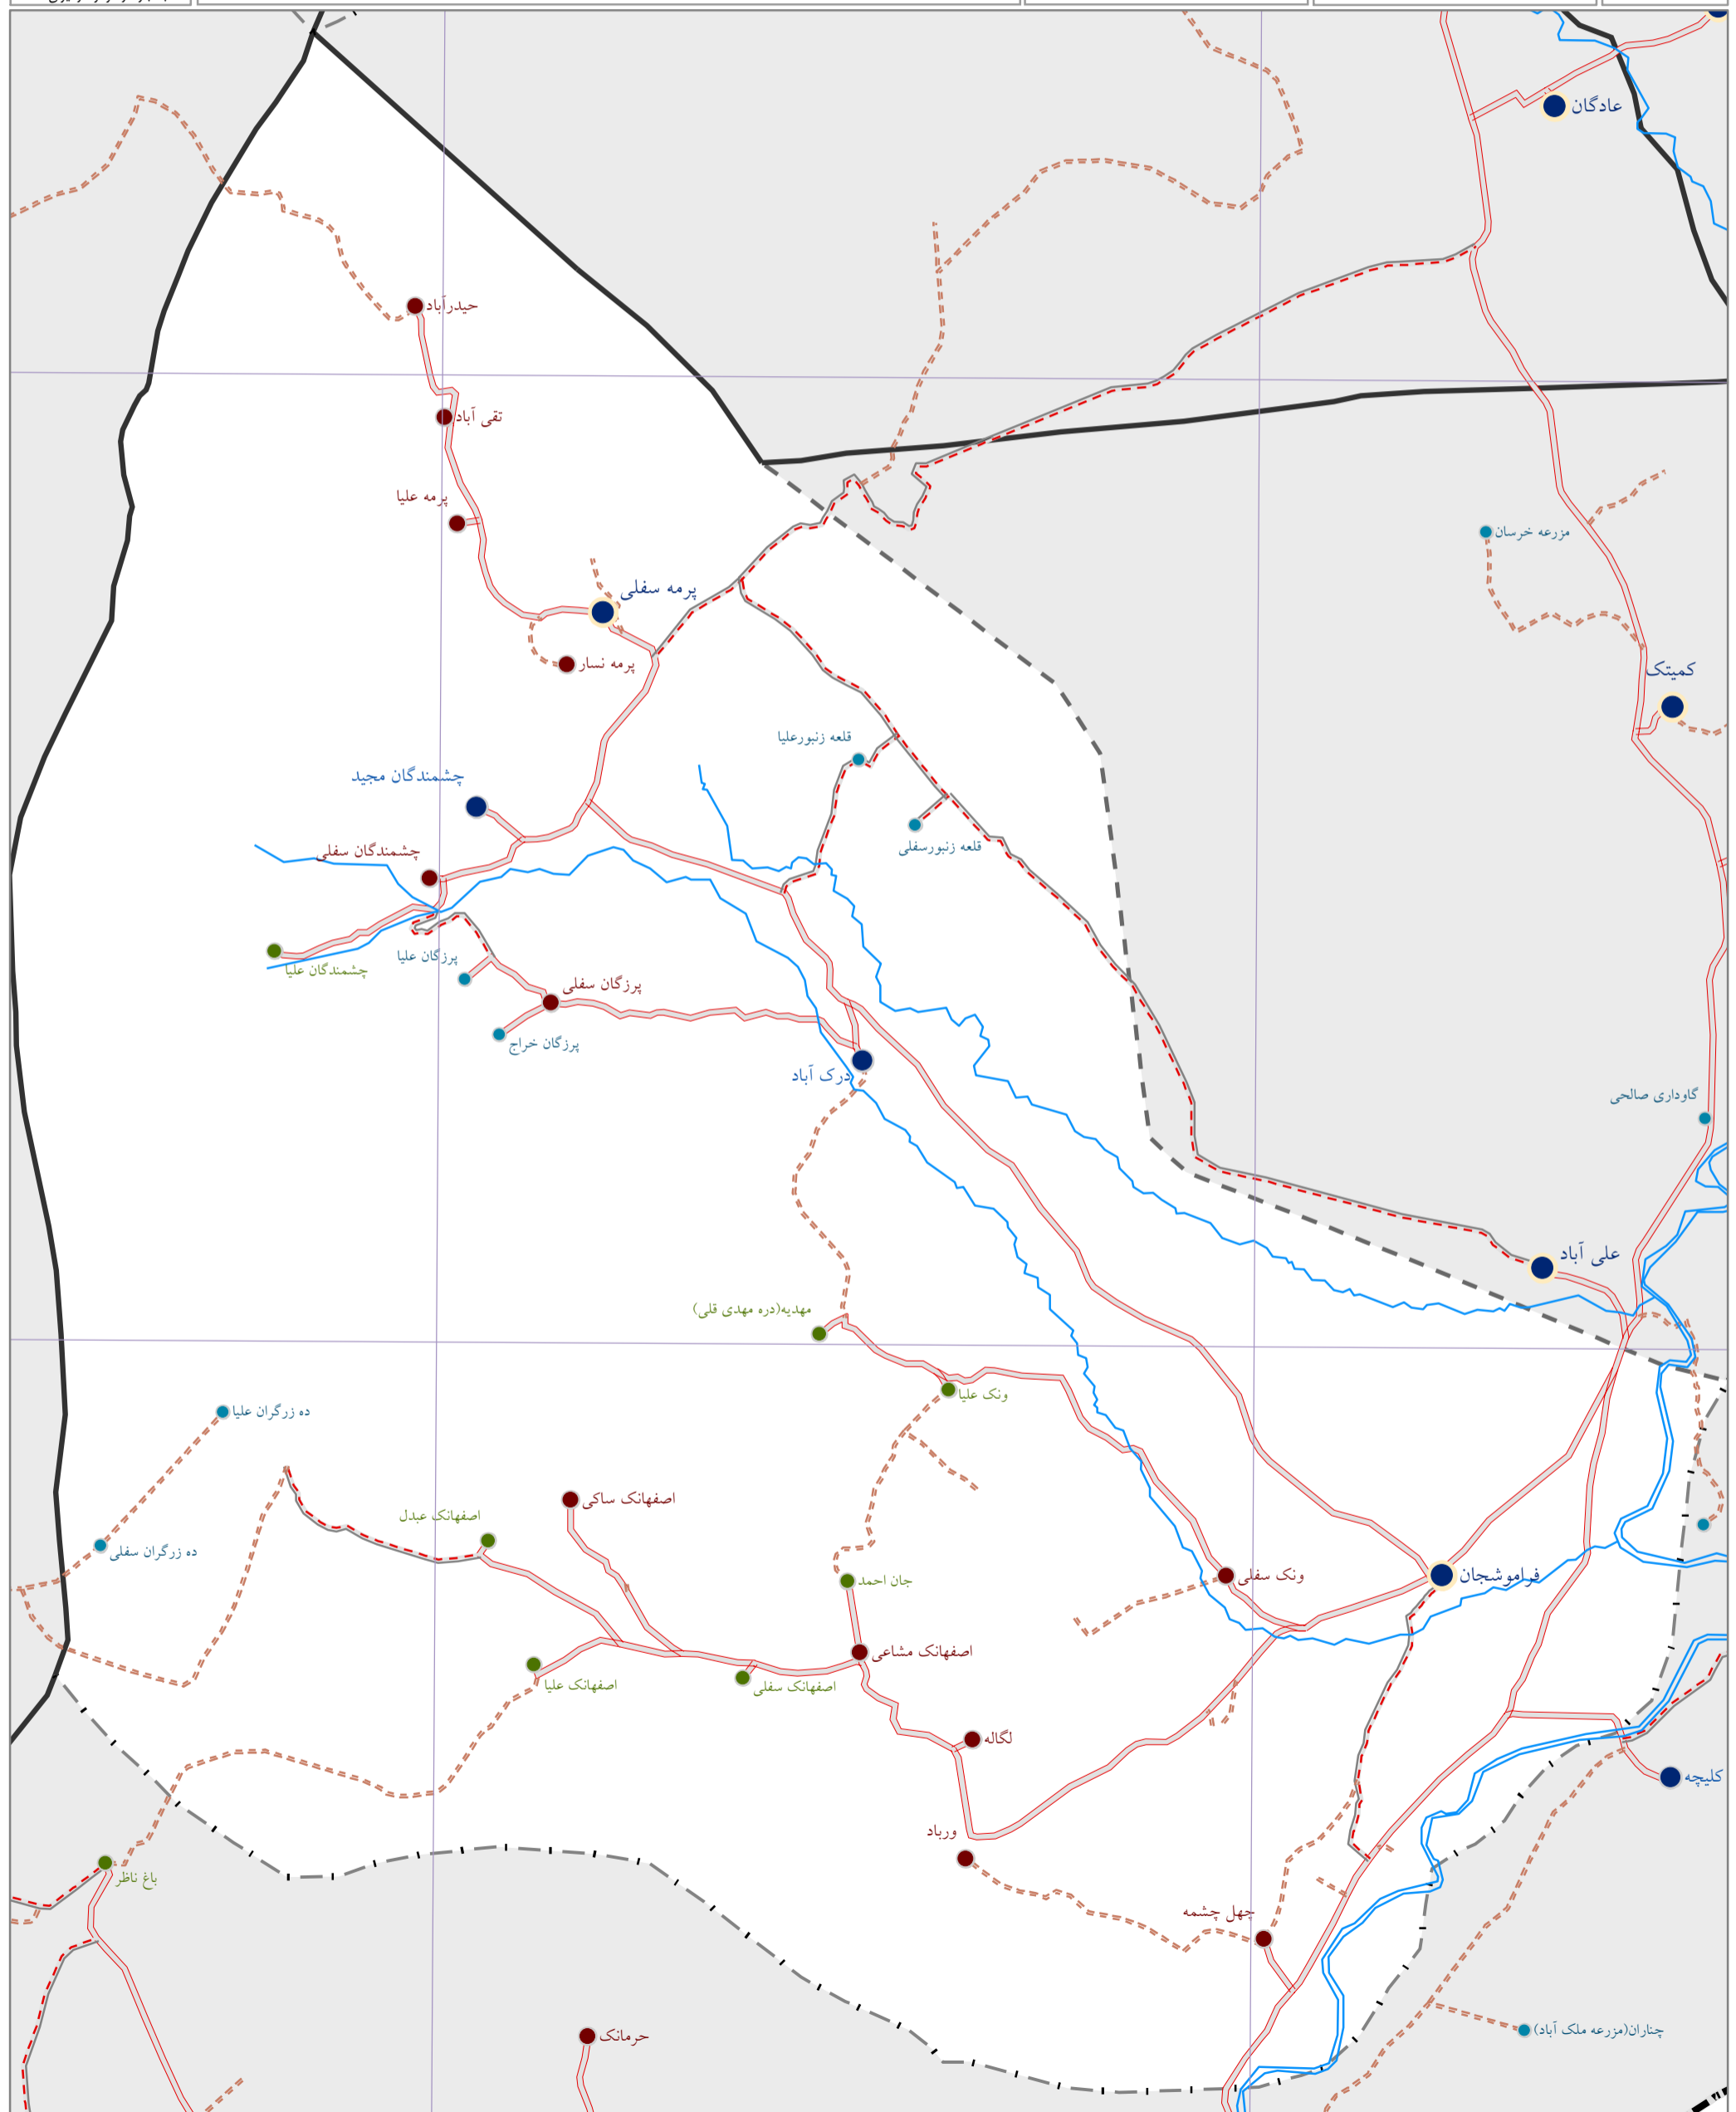 عادگان
حیدرآباد
تقی آباد
پرمه علیا
مزرعه خرسان
پرمه سفلی
پرمه نسار
کمیتک
قلعه زنبورعلیا
چشمندگان مجید
قلعه زنبورسفلی
چشمندگان سفلی
پرزگان علیا
چشمندگان علیا
پرزگان سفلی
پرزگان خراج
درک آباد
گاوداری صالحی
علی آباد
مهدیه(دره مهدی قلی)
ونک علیا
ده زرگران علیا
اصفهانک ساکی
اصفهانک عبدل
ده زرگران سفلی
جان احمد
ونک سفلی
فراموشجان
اصفهانک مشاعی
اصفهانک علیا
اصفهانک سفلی
لگاله
کلیچه
ورباد
باغ ناظر
چهل چشمه
چناران(مزرعه ملک آباد)
حرمانک